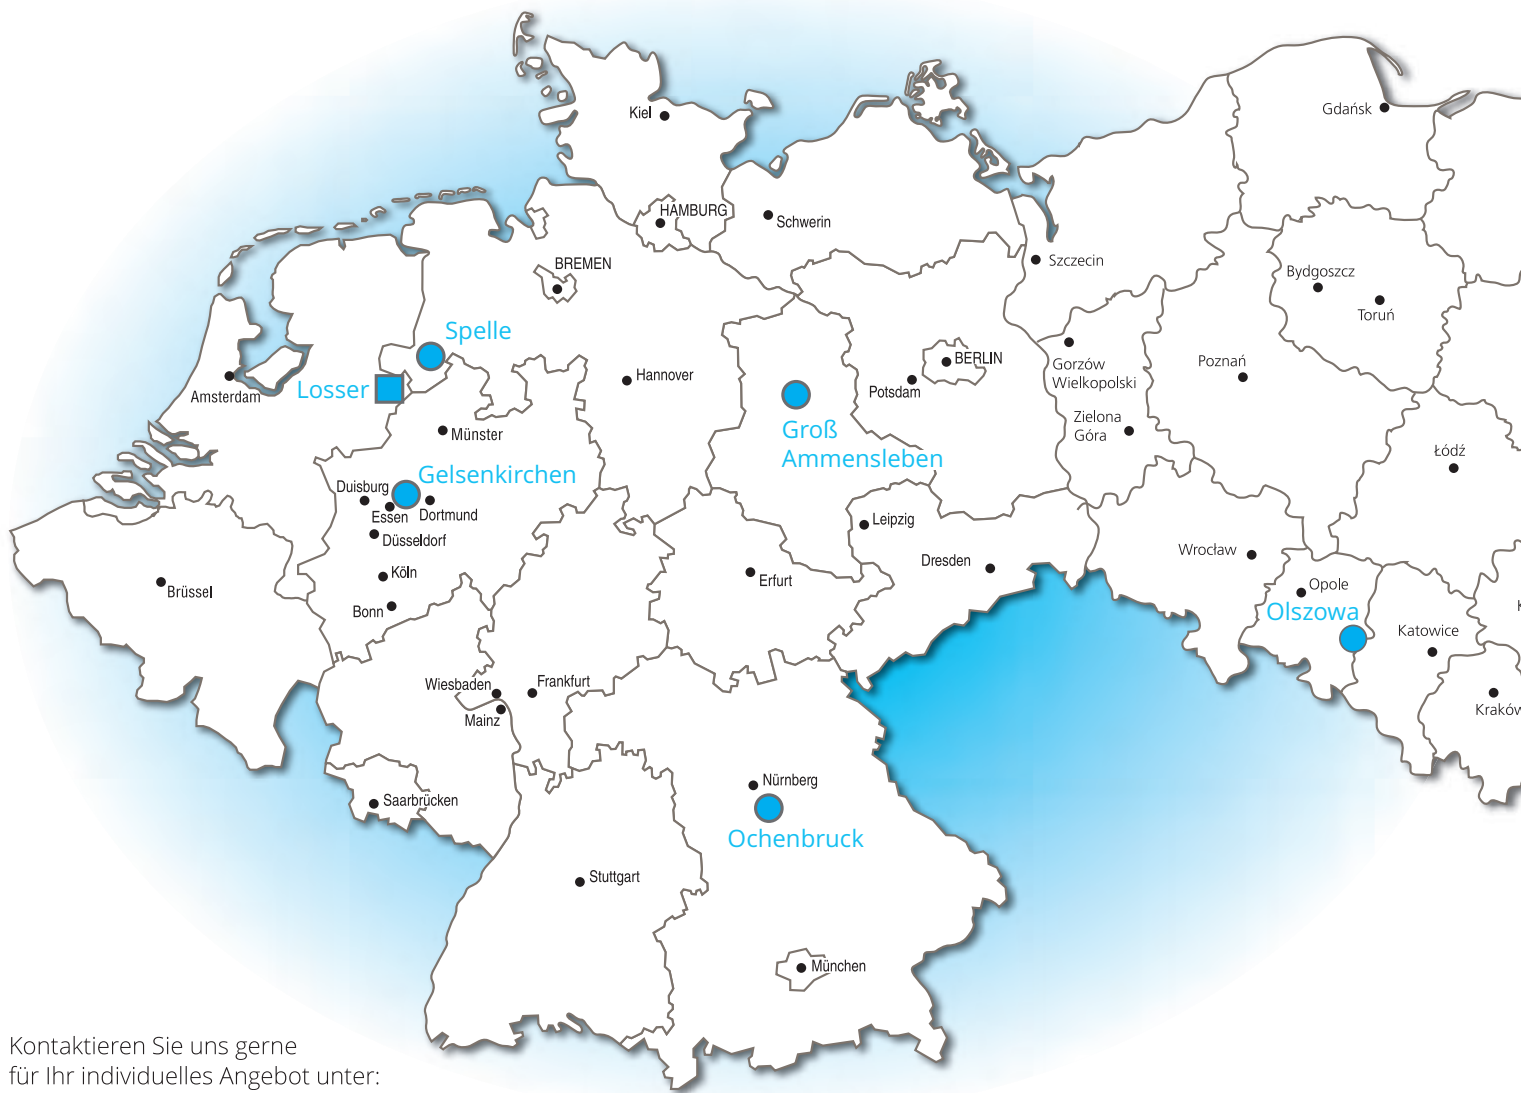 Kiel
Gdańsk
HAMBURG
Schwerin
BREMEN
Szczecin
Bydgoszcz
Toruń
Spelle
Losser
Amsterdam
Hannover
BERLIN
Potsdam
Gorzów
Wielkopolski
Poznań
Groß
Ammensleben
Zielona
Góra
Münster
Łódź
Gelsenkirchen
Duisburg
Essen
Dortmund
Düsseldorf
Leipzig
Wrocław
Dresden
Köln
Erfurt
Brüssel
Bonn
Opole
Olszowa
Katowice
K
Wiesbaden
Frankfurt
Mainz
Kraków
Nürnberg
Saarbrücken
Ochenbruck
Stuttgart
München
Kontaktieren Sie uns gerne
für Ihr individuelles Angebot unter: